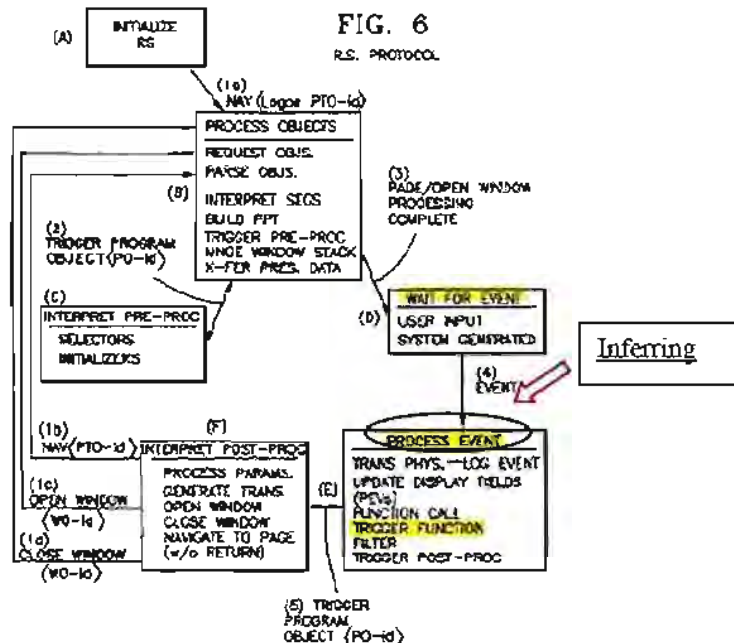 FIG. 6
R.S. PROTOCOL
(A)
INITIALIZE
RS
(1a)
NAV (Logon PTO-id)
PROCESS OBJECTS
REQUEST OBJS.
PARSE OBJS.
(B)
INTERPRET SEGS
BUILD PPT
TRIGGER PRE-PROC
WINDOW STACK
X-FER PRES. DATA
(2)
TRIGGER PROGRAM
OBJECT (PO-id)
(3)
PAGE/OPEN WINDOW
PROCESSING
COMPLETE
(C)
INTERPRET PRE-PROC
SELECTORS
INITIALIZERS
(D)
WAIT FOR EVENT
USER INPUT
SYSTEM GENERATED
(4)
EVENT
Inferring
(E)
PROCESS EVENT
TRANS PHYS.—LOG EVENT
UPDATE DISPLAY FIELDS
(PEVs)
FUNCTION CALL
TRIGGER FUNCTION
FILTER
TRIGGER POST-PROC
(F)
INTERPRET POST-PROC
PROCESS PARAMS.
GENERATE TRANS.
OPEN WINDOW
CLOSE WINDOW
NAVIGATE TO PAGE
(w/o RETURN)
(1b)
NAV (PTO-id)
(1c)
OPEN WINDOW
(WO-id)
(1d)
CLOSE WINDOW
(WO-id)
(5) TRIGGER
PROGRAM
OBJECT (PO-id)